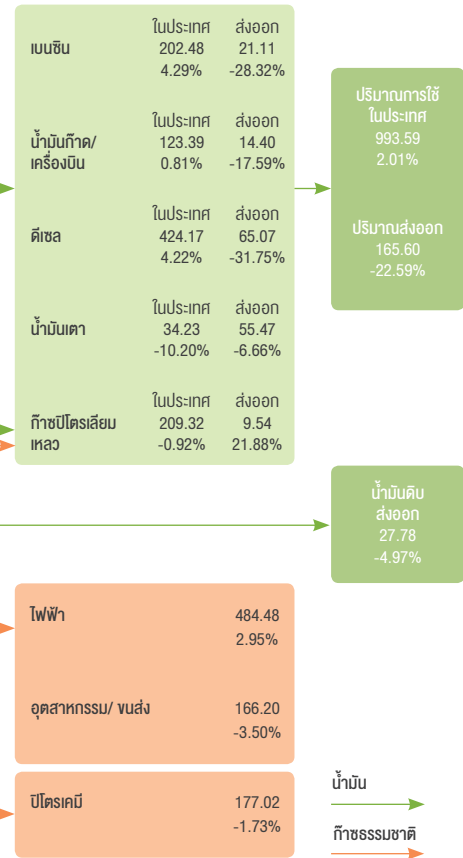 ในประเทศ ส่งออก
เบนซิน 202.48 21.11
4.29% -28.32%
ในประเทศ ส่งออก
น้ำมันก๊าด/ 123.39 14.40
เครื่องบิน 0.81% -17.59%
ในประเทศ ส่งออก
ดีเซล 424.17 65.07
4.22% -31.75%
ในประเทศ ส่งออก
น้ำมันเตา 34.23 55.47
-10.20% -6.66%
ในประเทศ ส่งออก
ก๊าซปิโตรเลียม 209.32 9.54
เหลว -0.92% 21.88%
ปริมาณการใช้
ในประเทศ
993.59
2.01%
ปริมาณส่งออก
165.60
-22.59%
น้ำมันดิบ
ส่งออก
27.78
-4.97%
ไฟฟ้า 484.48
2.95%
อุตสาหกรรม/ ขนส่ง 166.20
-3.50%
ปิโตรเคมี 177.02
-1.73%
น้ำมัน
ก๊าซธรรมชาติ